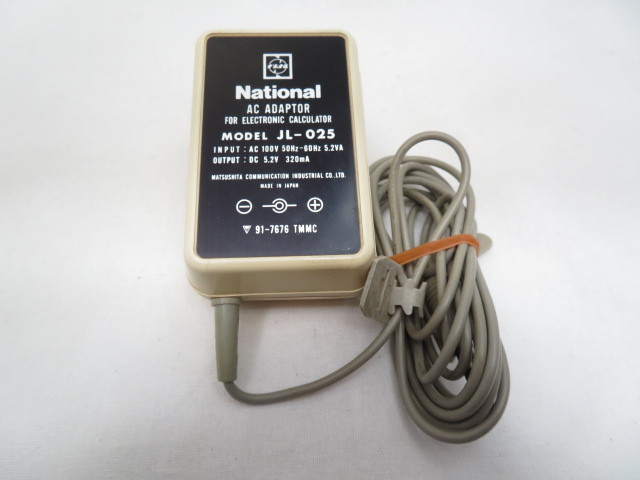 National
AC ADAPTOR
FOR ELECTRONIC CALCULATOR
MODEL JL-025
INPUT: AC 100V 50Hz-60Hz 5.2VA
OUTPUT: DC 5.2V 320mA
MATSUSHITA COMMUNICATION INDUSTRIAL CO., LTD.
MADE IN JAPAN
91-7676 TMMC